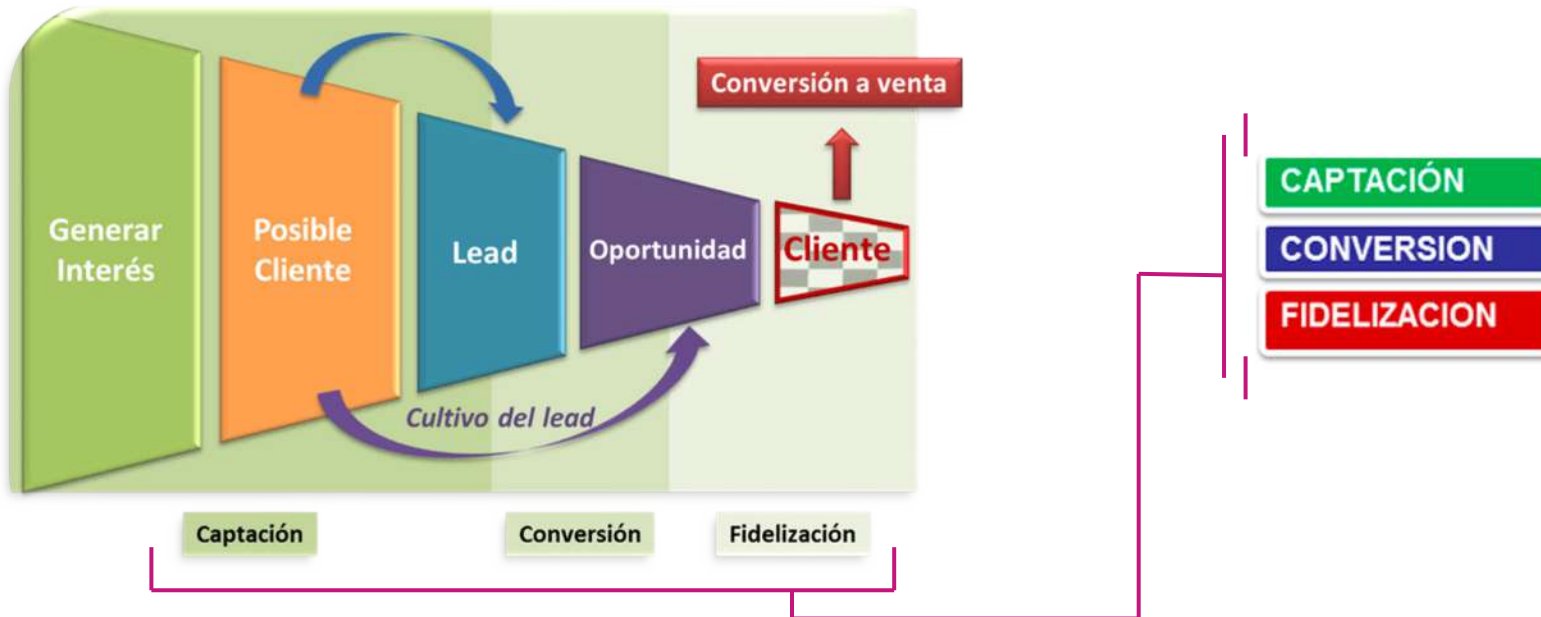 Generar
Interés
Posible
Cliente
Lead
Oportunidad
Cliente
Conversión a venta
Cultivo del lead
Captación
Conversión
Fidelización
CAPTACIÓN
CONVERSION
FIDELIZACION